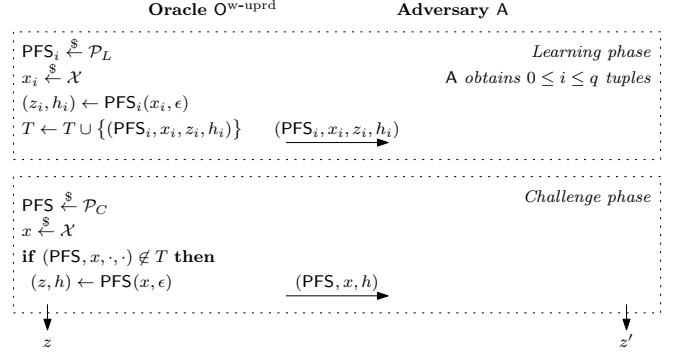 Oracle O^w-uprd Adversary A
PFS_i ←$ 𝒫_L Learning phase
x_i ←$ 𝒳 A obtains 0 ≤ i ≤ q tuples
(z_i, h_i) ← PFS_i(x_i, ϵ)
T ← T ∪ {(PFS_i, x_i, z_i, h_i)} (PFS_i, x_i, z_i, h_i)
PFS ←$ 𝒫_C Challenge phase
x ←$ 𝒳
if (PFS, x, ·, ·) ∉ T then
(z, h) ← PFS(x, ϵ) (PFS, x, h)
z z′